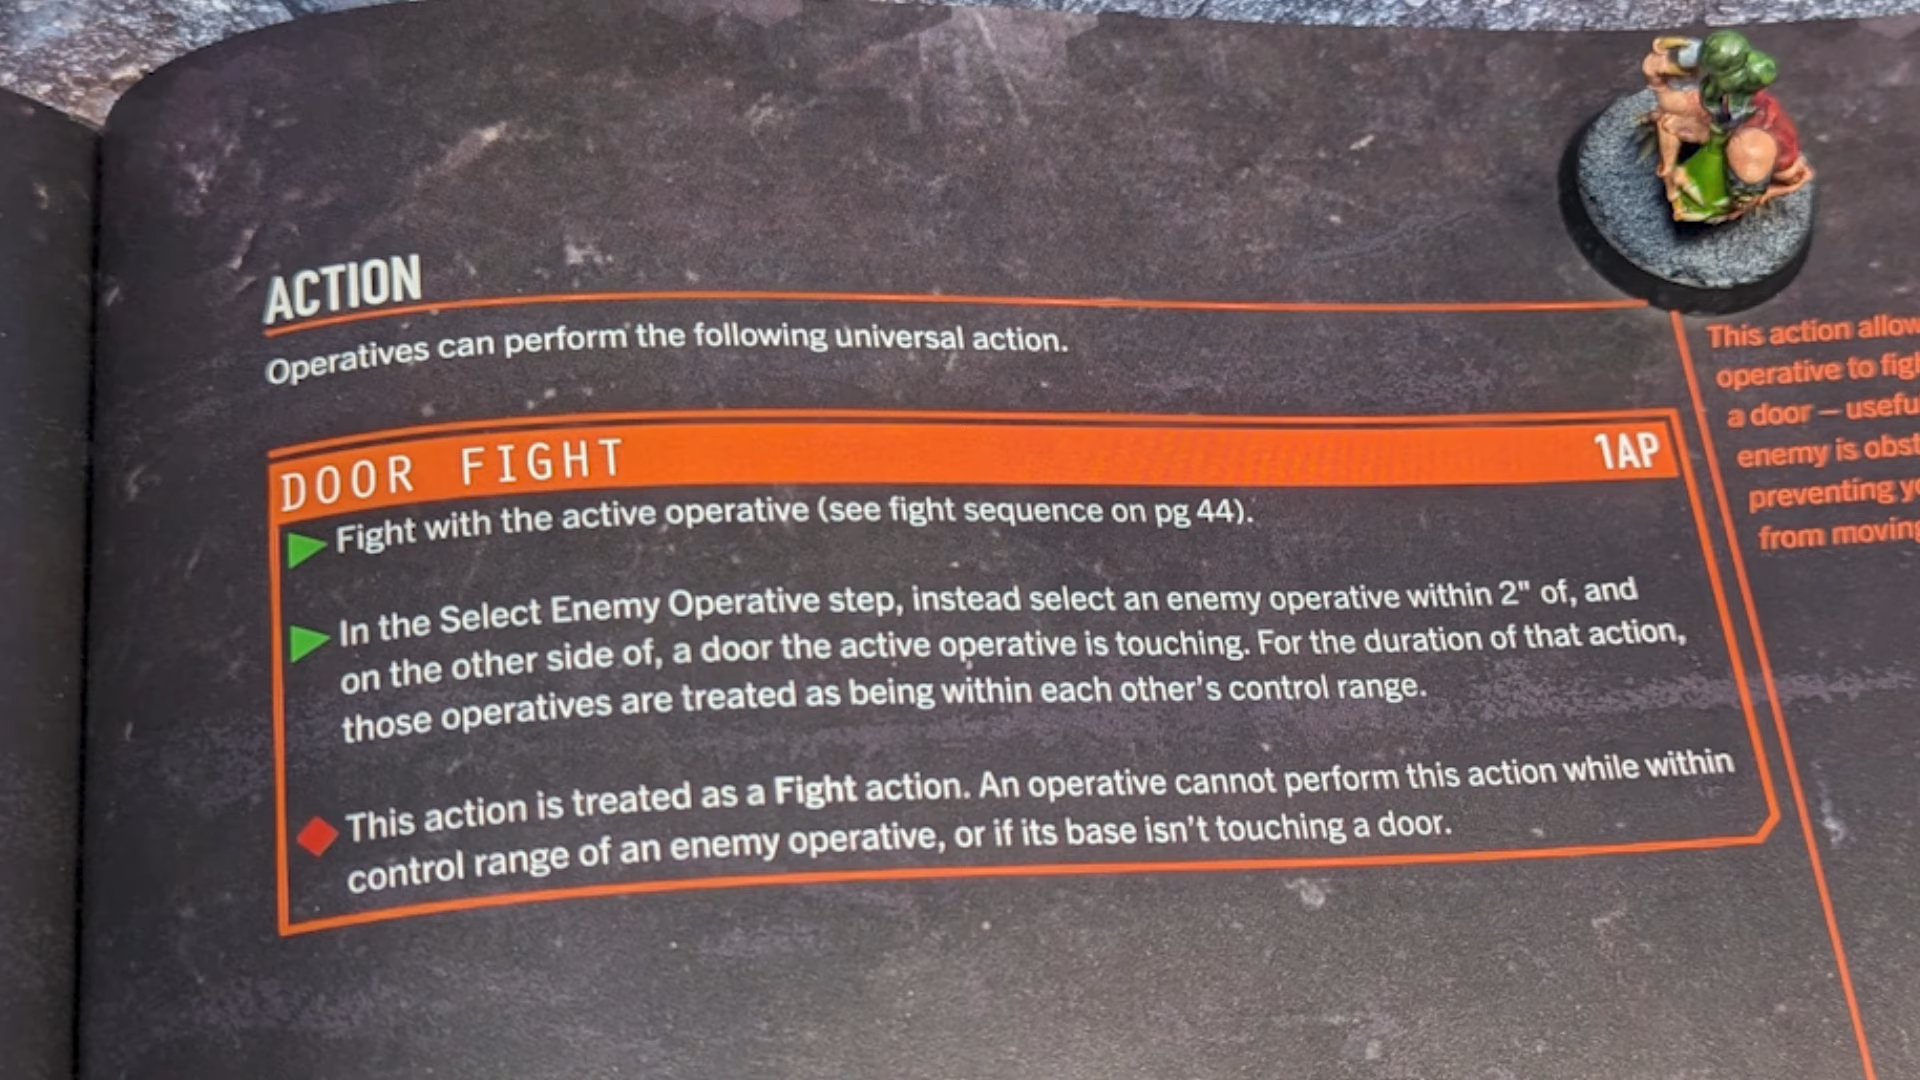 ACTION
Operatives can perform the following universal action.
DOOR FIGHT 1AP
Fight with the active operative (see fight sequence on pg 44).
In the Select Enemy Operative step, instead select an enemy operative within 2" of, and
on the other side of, a door the active operative is touching. For the duration of that action,
those operatives are treated as being within each other's control range.
This action is treated as a Fight action. An operative cannot perform this action while within
control range of an enemy operative, or if its base isn't touching a door.
This action
operative to
a door –
enemy is
preventing
from